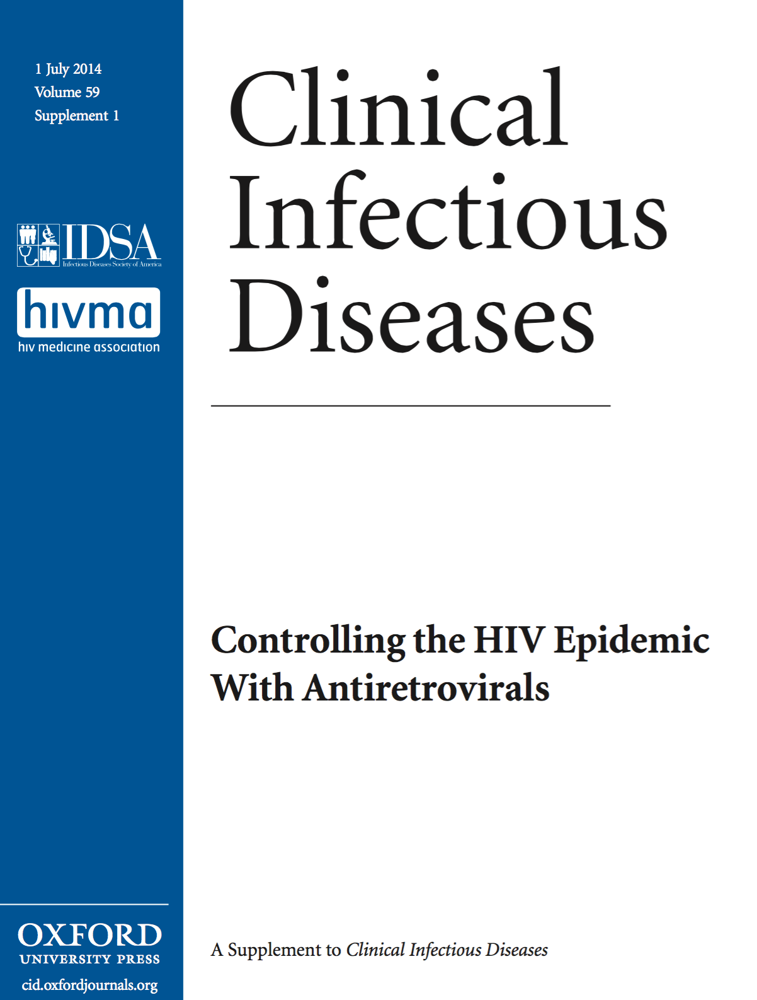 1 July 2014
Volume 59
Supplement 1
IDSA
Infectious Diseases Society of America
hivma
hiv medicine association
Clinical
Infectious
Diseases
Controlling the HIV Epidemic
With Antiretrovirals
OXFORD
UNIVERSITY PRESS
cid.oxfordjournals.org
A Supplement to Clinical Infectious Diseases